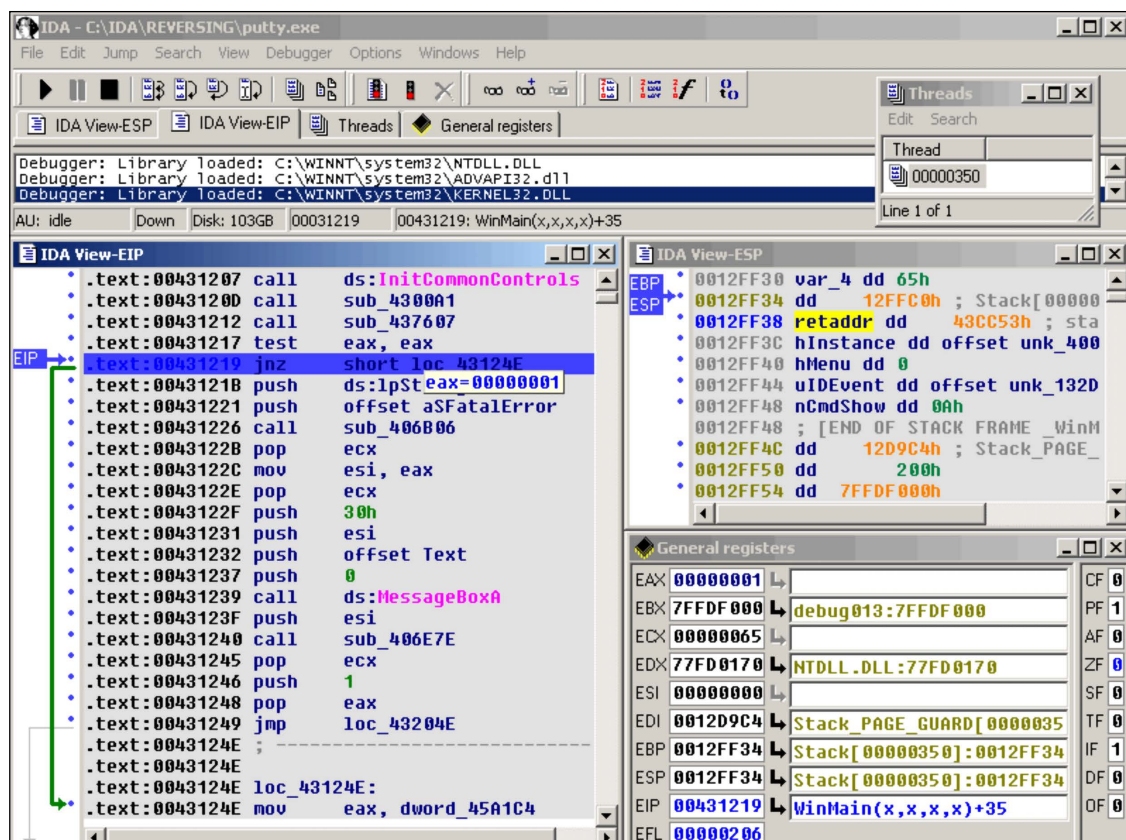 IDA - C:\IDA\REVERSING\putty.exe
File Edit Jump Search View Debugger Options Windows Help
IDA View-ESP IDA View-EIP Threads General registers
Debugger: Library loaded: C:\WINNT\system32\NTDLL.DLL
Debugger: Library loaded: C:\WINNT\system32\ADVAPI32.dll
Debugger: Library loaded: C:\WINNT\system32\KERNEL32.DLL
AU: idle Down Disk: 103GB 00031219 00431219: WinMain(x,x,x,x)+35
Threads
Edit Search
Thread
00000350
Line 1 of 1
IDA View-EIP
.text:00431207 call ds:InitCommonControls
.text:0043120D call sub_4300A1
.text:00431212 call sub_437607
.text:00431217 test eax, eax
EIP
.text:00431219 jnz short loc_43124E
.text:0043121B push ds:lpSt
eax=00000001
.text:00431221 push offset aSFatalError
.text:00431226 call sub_406B06
.text:0043122B pop ecx
.text:0043122C mov esi, eax
.text:0043122E pop ecx
.text:0043122F push 30h
.text:00431231 push esi
.text:00431232 push offset Text
.text:00431237 push 0
.text:00431239 call ds:MessageBoxA
.text:0043123F push esi
.text:00431240 call sub_406E7E
.text:00431245 pop ecx
.text:00431246 push 1
.text:00431248 pop eax
.text:00431249 jmp loc_43204E
.text:0043124E ; ---------------------------------
.text:0043124E
.text:0043124E loc_43124E:
.text:0043124E mov eax, dword_45A1C4
IDA View-ESP
EBP
ESP
0012FF30 var_4 dd 65h
0012FF34 dd 12FFC0h ; Stack[00000
0012FF38 retaddr dd 43CC53h ; sta
0012FF3C hInstance dd offset unk_400
0012FF40 hMenu dd 0
0012FF44 uIDEvent dd offset unk_132D
0012FF48 nCmdShow dd 0Ah
0012FF48 ; [END OF STACK FRAME _WinM
0012FF4C dd 12D9C4h ; Stack_PAGE_
0012FF50 dd 200h
0012FF54 dd 7FFDF000h
General registers
EAX 00000001
EBX 7FFDF000 debug013:7FFDF000
ECX 00000065
EDX 77FD0170 NTDLL.DLL:77FD0170
ESI 00000000
EDI 0012D9C4 Stack_PAGE_GUARD[0000035
EBP 0012FF34 Stack[00000350]:0012FF34
ESP 0012FF34 Stack[00000350]:0012FF34
EIP 00431219 WinMain(x,x,x,x)+35
EFL 00000206
CF 0
PF 1
AF 0
ZF 0
SF 0
TF 0
IF 1
DF 0
OF 0